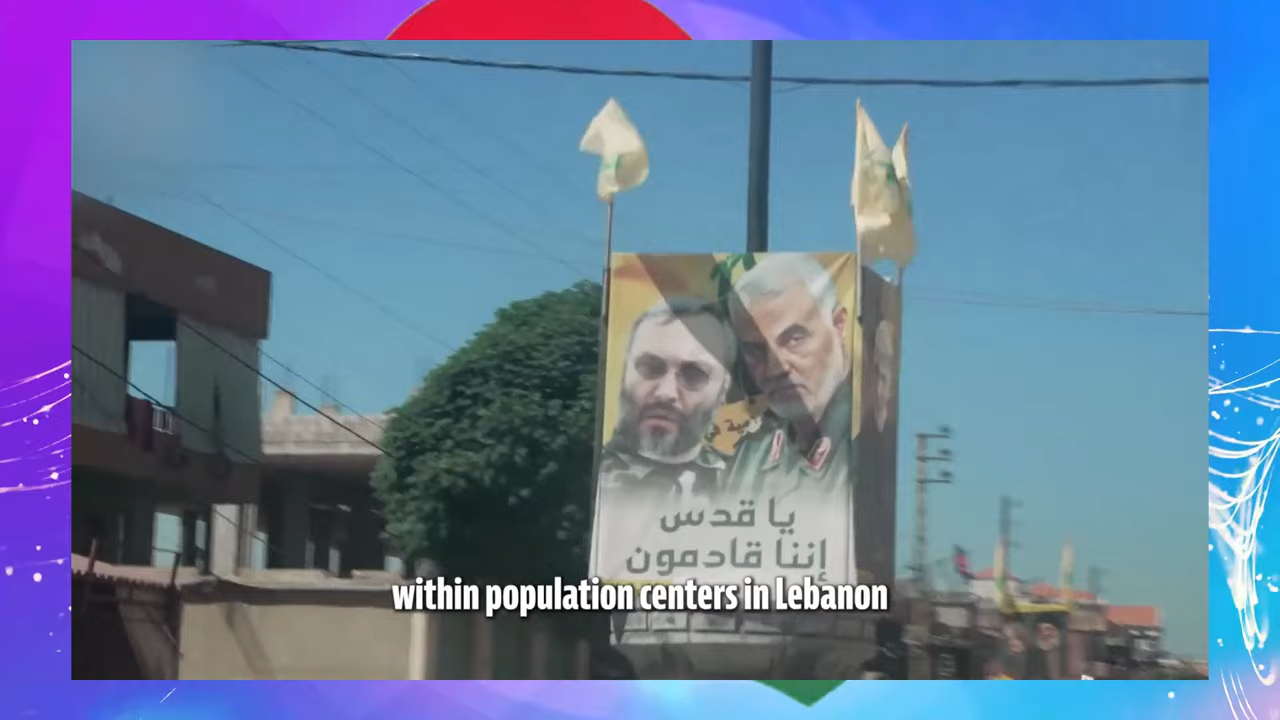 يا قدس
إننا قادمون
within population centers in Lebanon